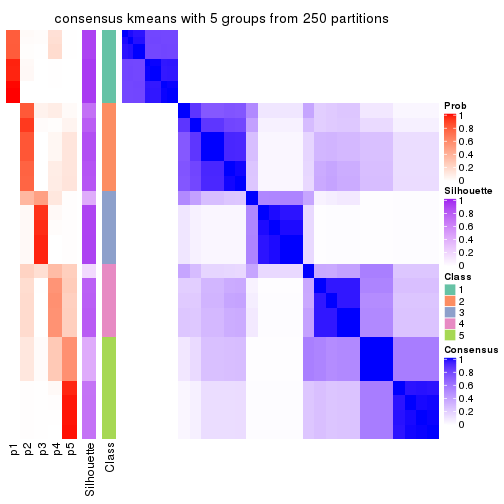 consensus kmeans with 5 groups from 250 partitions
Prob
1
0.8
0.6
0.4
0.2
0
Silhouette
1
0.8
0.6
0.4
0.2
0
Class
1
2
3
4
5
Consensus
1
0.8
0.6
0.4
0.2
0
p1
p2
p3
p4
p5
Silhouette
Class